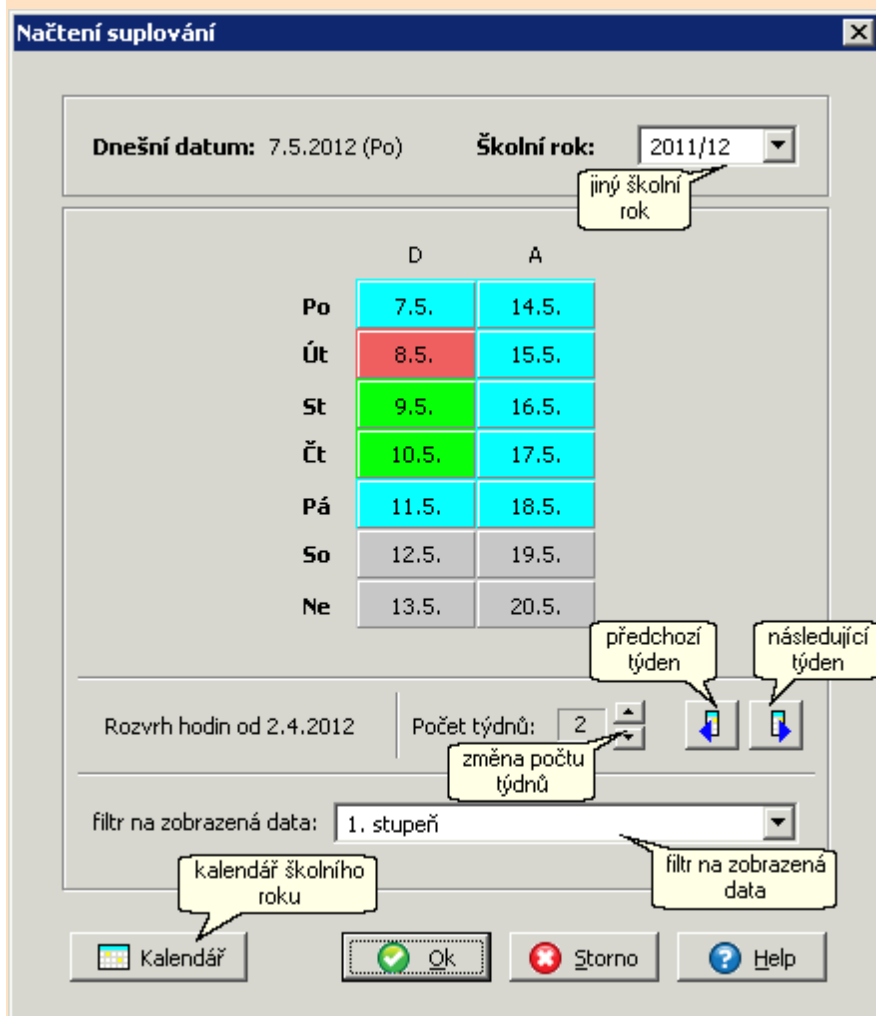 Načtení suplování
Dnešní datum: 7.5.2012 (Po) Školní rok: 2011/12
jiný školní
rok
D A
Po 7.5. 14.5.
Út 8.5. 15.5.
St 9.5. 16.5.
Čt 10.5. 17.5.
Pá 11.5. 18.5.
So 12.5. 19.5.
Ne 13.5. 20.5.
předchozí
týden
následující
týden
Rozvrh hodin od 2.4.2012 Počet týdnů: 2
změna počtu
týdnů
filtr na zobrazená data: 1. stupeň
kalendář školního
roku
filtr na zobrazená
data
Kalendář Ok Storno Help